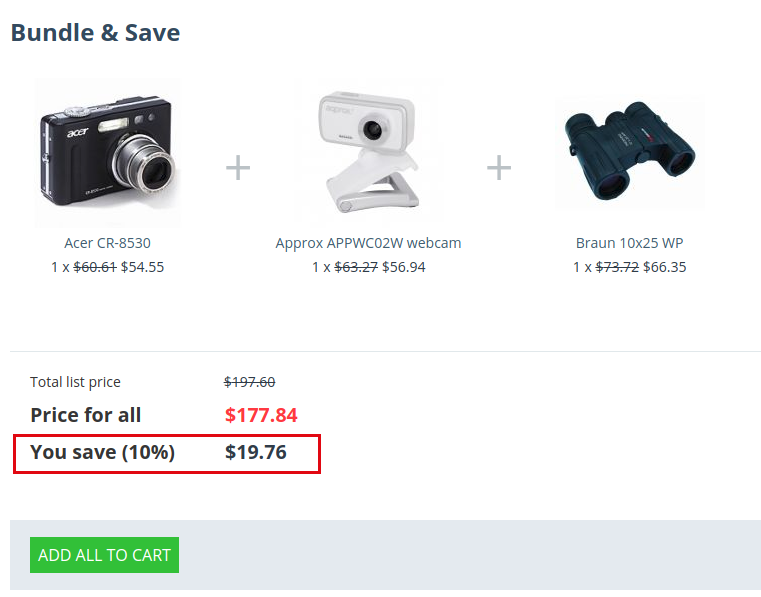 Bundle & Save
acer
approx
Acer CR-8530
1 x $60.61 $54.55
Approx APPWC02W webcam
1 x $63.27 $56.94
Braun 10x25 WP
1 x $73.72 $66.35
Total list price $197.60
Price for all $177.84
You save (10%) $19.76
ADD ALL TO CART